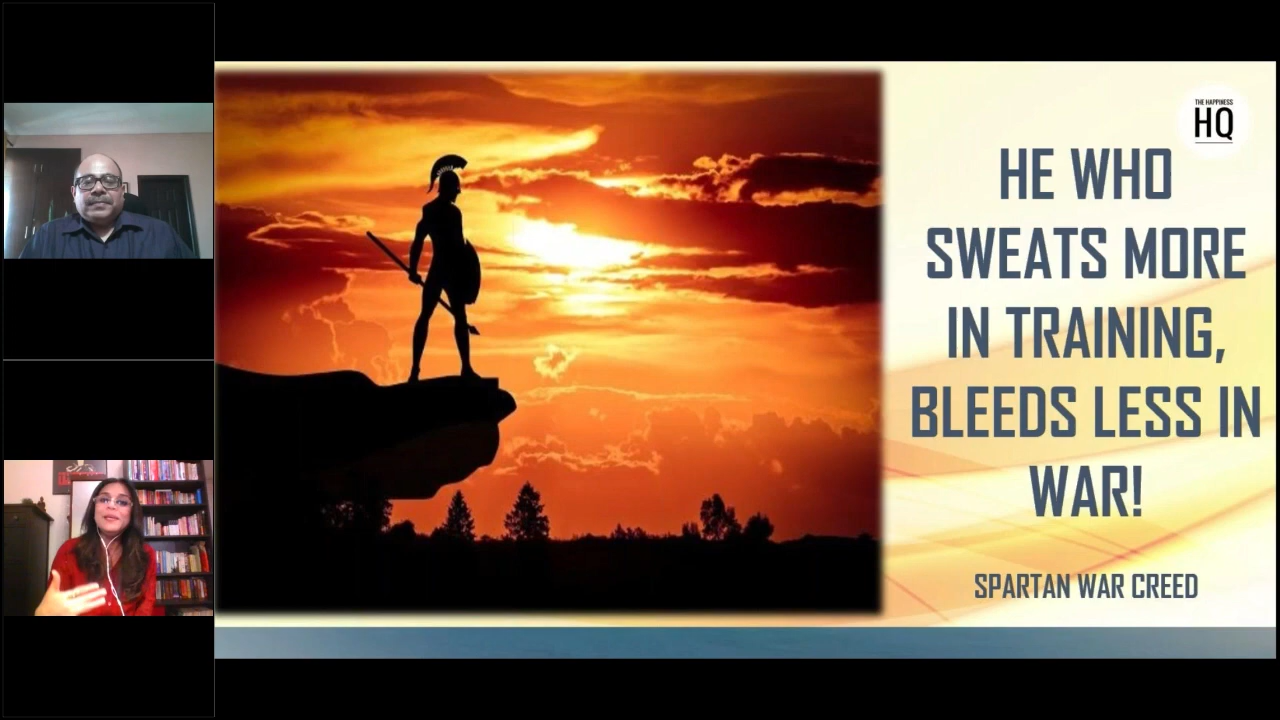 THE HAPPINESS
HQ
HE WHO
SWEATS MORE
IN TRAINING,
BLEEDS LESS IN
WAR!
SPARTAN WAR CREED